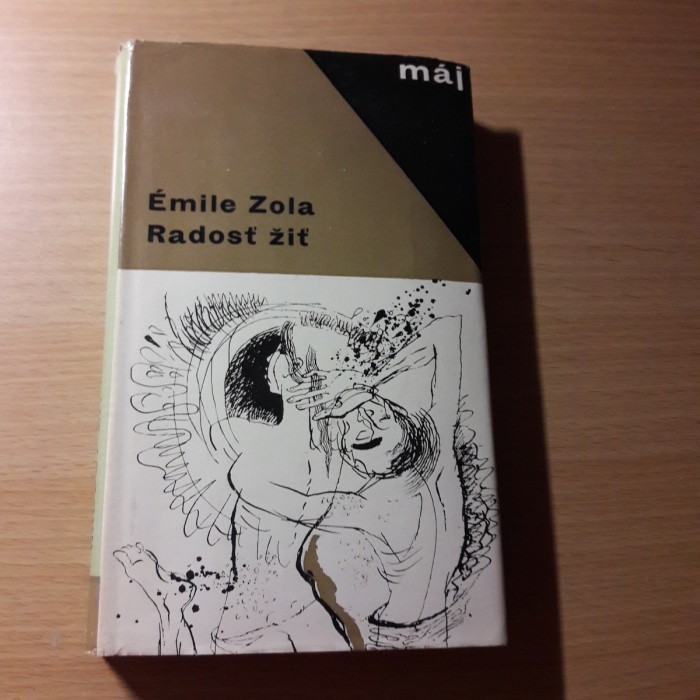 máj
Émile Zola
Radosť žiť